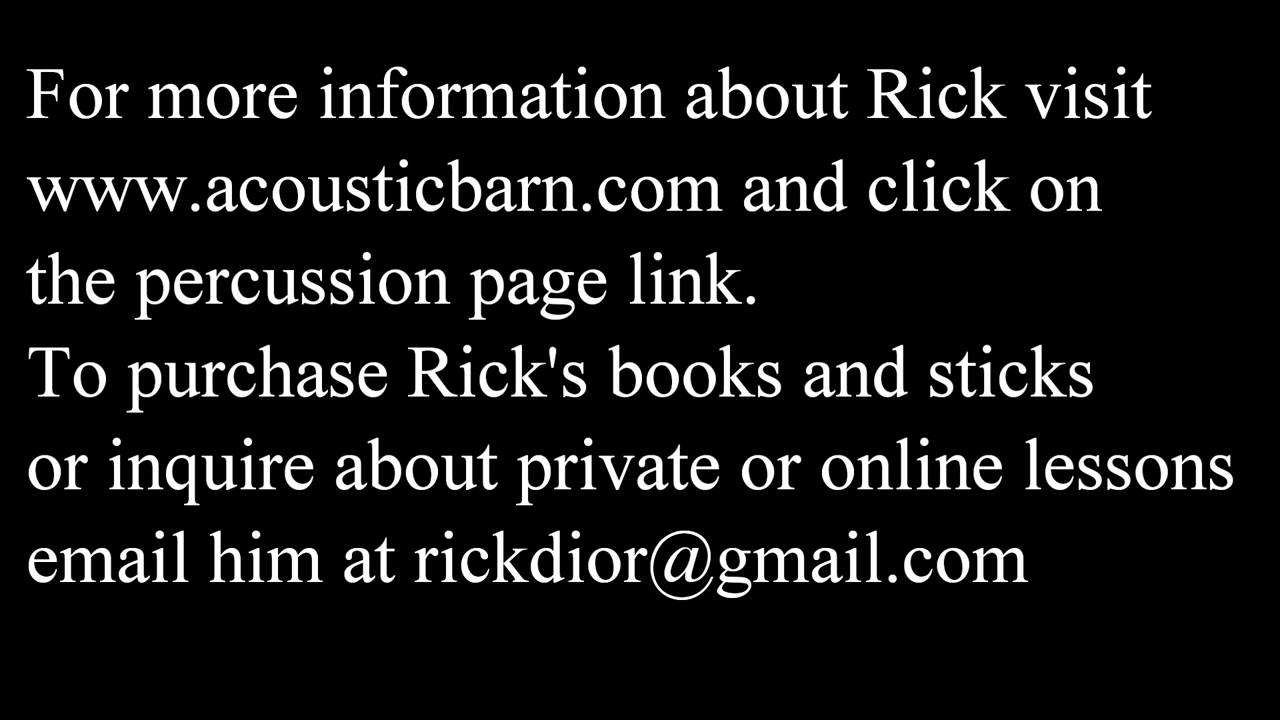 For more information about Rick visit
www.acousticbarn.com and click on
the percussion page link.
To purchase Rick's books and sticks
or inquire about private or online lessons
email him at rickdior@gmail.com